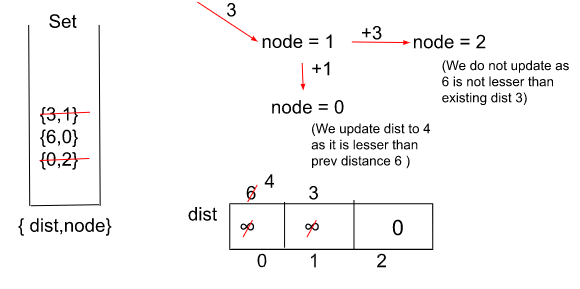 Set
{3,1}
{6,0}
{0,2}
{ dist,node}
3
node = 1
+3
node = 2
(We do not update as
6 is not lesser than
existing dist 3)
+1
node = 0
(We update dist to 4
as it is lesser than
prev distance 6 )
6 4 3
dist
∞ ∞ 0
0 1 2